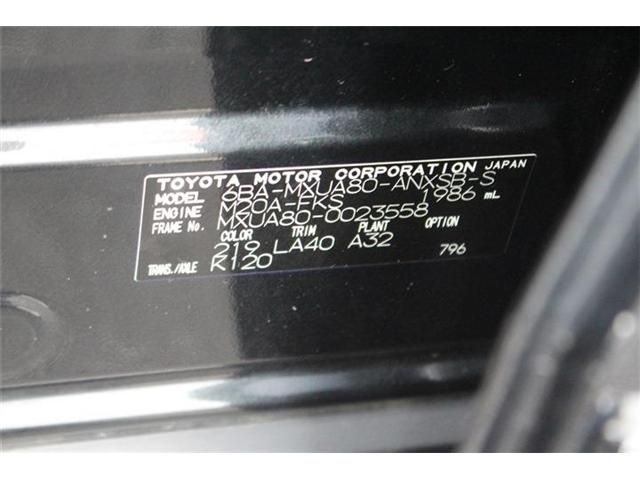 TOYOTA MOTOR CORPORATION JAPAN
MODEL 6BA-MXUA80-ANXSB-S
ENGINE M20A-FKS 1986 mL
FRAME No. MXUA80-0023558
COLOR TRIM PLANT OPTION
219 LA40 A32
TRANS./AXLE K120 796